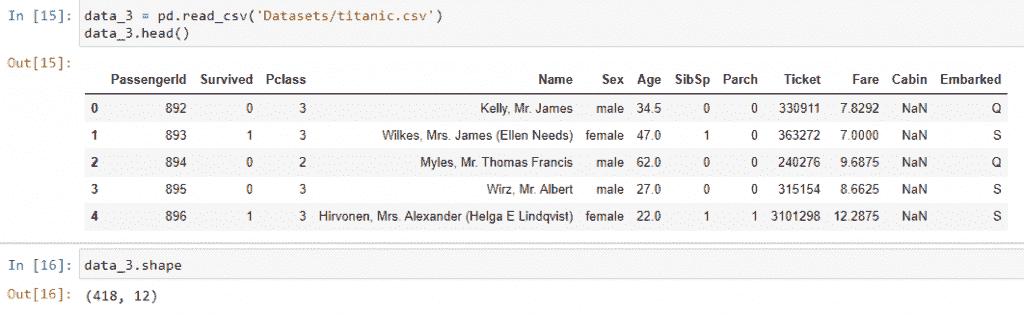 In [15]: data_3 = pd.read_csv('Datasets/titanic.csv')
data_3.head()
Out[15]:
PassengerId Survived Pclass Name Sex Age SibSp Parch Ticket Fare Cabin Embarked
0 892 0 3 Kelly, Mr. James male 34.5 0 0 330911 7.8292 NaN Q
1 893 1 3 Wilkes, Mrs. James (Ellen Needs) female 47.0 1 0 363272 7.0000 NaN S
2 894 0 2 Myles, Mr. Thomas Francis male 62.0 0 0 240276 9.6875 NaN Q
3 895 0 3 Wirz, Mr. Albert male 27.0 0 0 315154 8.6625 NaN S
4 896 1 3 Hirvonen, Mrs. Alexander (Helga E Lindqvist) female 22.0 1 1 3101298 12.2875 NaN S
In [16]: data_3.shape
Out[16]: (418, 12)